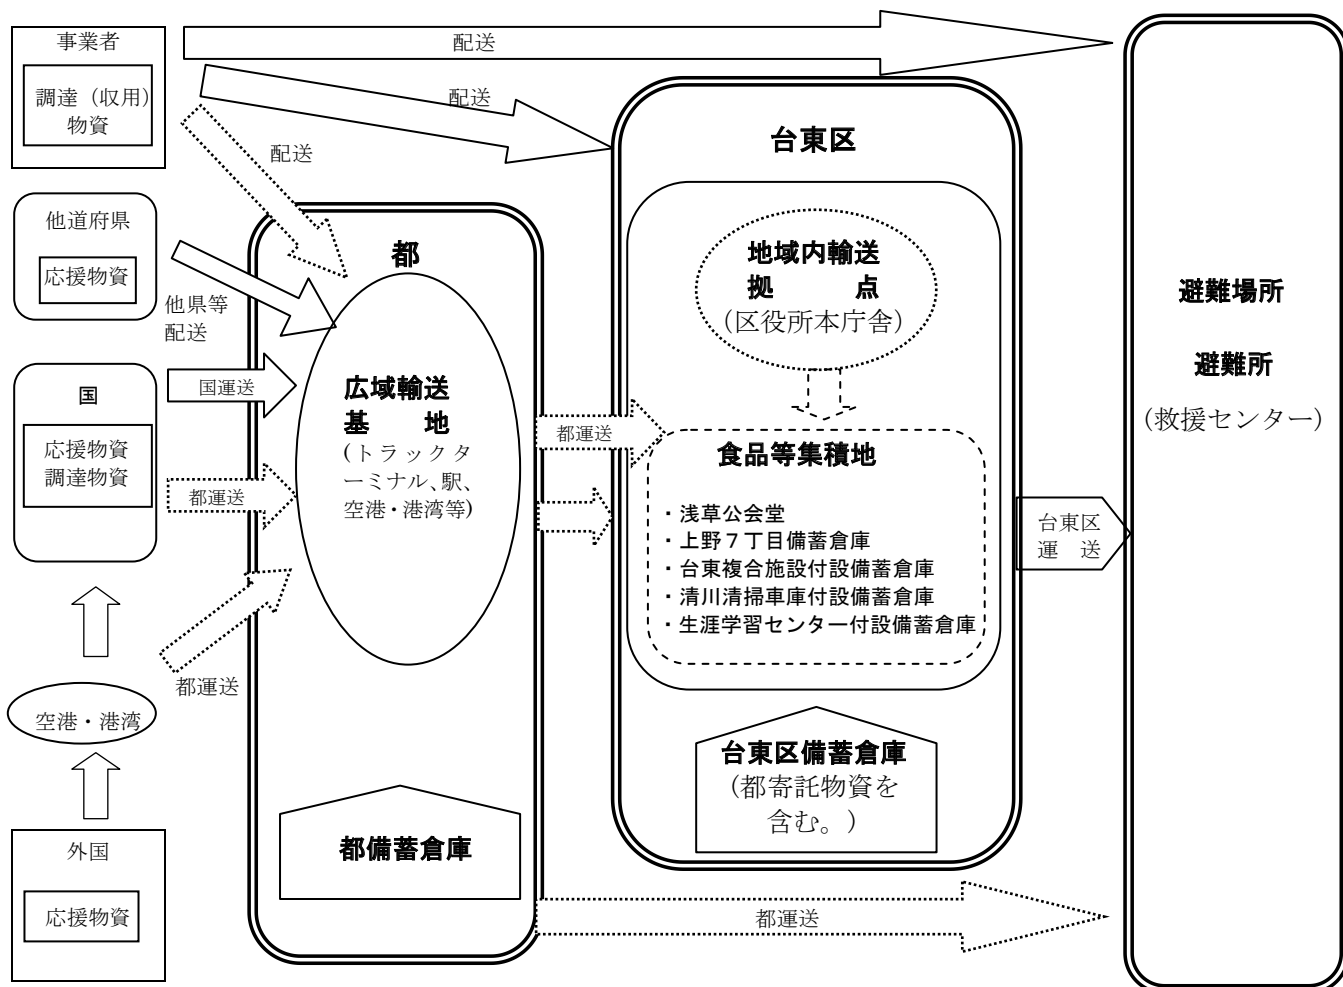 事業者
調達（収用）
物資
配送
配送
配送
他道府県
応援物資
他県等
配送
国
応援物資
調達物資
国運送
都運送
都運送
空港・港湾
外国
応援物資
都
広域輸送
基　地
(トラックタ
ーミナル、駅、
空港・港湾等)
都備蓄倉庫
都運送
台東区
地域内輸送
拠　点
（区役所本庁舎）
食品等集積地
・浅草公会堂
・上野７丁目備蓄倉庫
・台東複合施設付設備蓄倉庫
・清川清掃車庫付設備蓄倉庫
・生涯学習センター付設備蓄倉庫
台東区備蓄倉庫
（都寄託物資を
含む。）
都運送
台東区
運　送
避難場所
避難所
（救援センター）